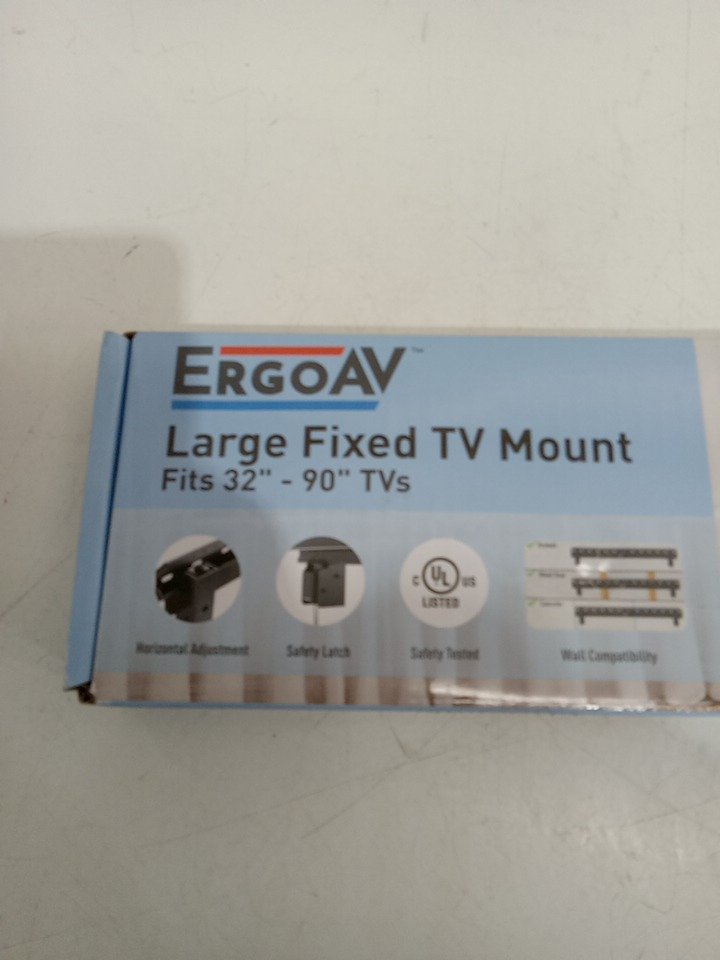 ERGOAV™
Large Fixed TV Mount
Fits 32" - 90" TVs
C UL US
LISTED
Horizontal Adjustment
Safety Latch
Safety Tested
Wall Compatibility